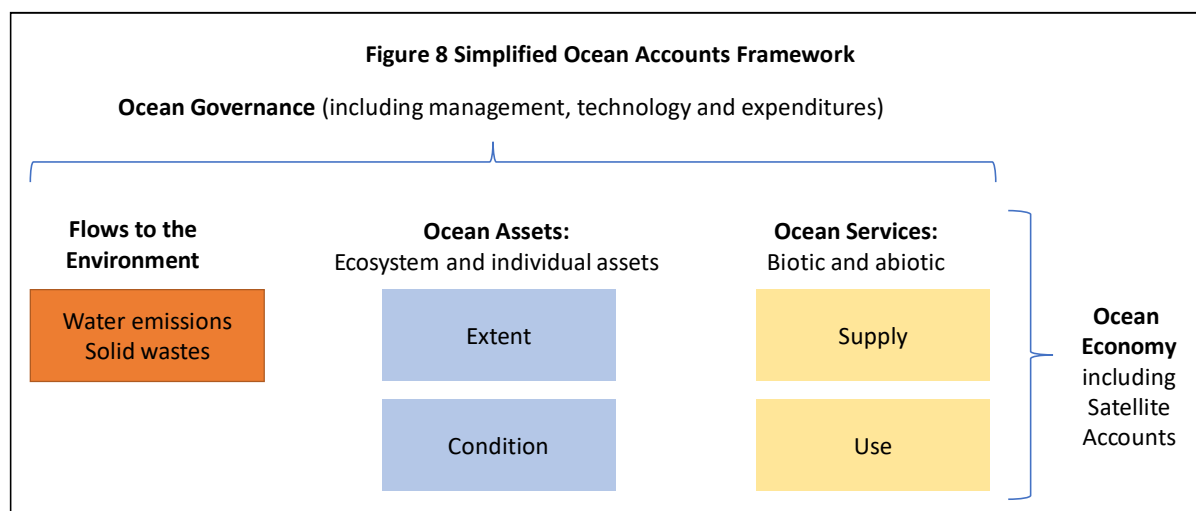 Figure 8 Simplified Ocean Accounts Framework
Ocean Governance (including management, technology and expenditures)
Flows to the
Environment
Water emissions
Solid wastes
Ocean Assets:
Ecosystem and individual assets
Extent
Condition
Ocean Services:
Biotic and abiotic
Supply
Use
Ocean
Economy
including
Satellite
Accounts